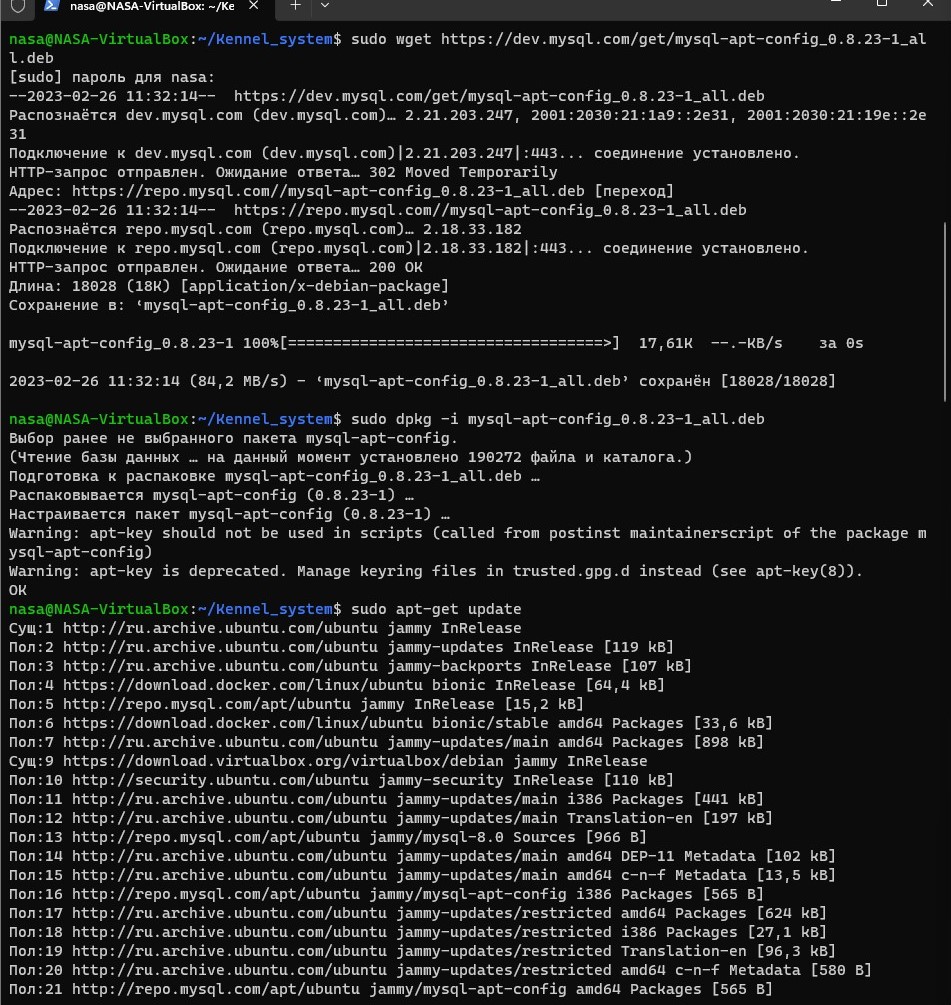 nasa@NASA-VirtualBox: ~/Ke
nasa@NASA-VirtualBox:~/Kennel_system$ sudo wget https://dev.mysql.com/get/mysql-apt-config_0.8.23-1_al
l.deb
[sudo] пароль для nasa:
--2023-02-26 11:32:14--  https://dev.mysql.com/get/mysql-apt-config_0.8.23-1_all.deb
Распознаётся dev.mysql.com (dev.mysql.com)… 2.21.203.247, 2001:2030:21:1a9::2e31, 2001:2030:21:19e::2e
31
Подключение к dev.mysql.com (dev.mysql.com)|2.21.203.247|:443... соединение установлено.
HTTP-запрос отправлен. Ожидание ответа… 302 Moved Temporarily
Адрес: https://repo.mysql.com//mysql-apt-config_0.8.23-1_all.deb [переход]
--2023-02-26 11:32:14--  https://repo.mysql.com//mysql-apt-config_0.8.23-1_all.deb
Распознаётся repo.mysql.com (repo.mysql.com)… 2.18.33.182
Подключение к repo.mysql.com (repo.mysql.com)|2.18.33.182|:443... соединение установлено.
HTTP-запрос отправлен. Ожидание ответа… 200 OK
Длина: 18028 (18K) [application/x-debian-package]
Сохранение в: ‘mysql-apt-config_0.8.23-1_all.deb’
mysql-apt-config_0.8.23-1 100%[===================================>]  17,61K  --.-KB/s    за 0s
2023-02-26 11:32:14 (84,2 MB/s) - ‘mysql-apt-config_0.8.23-1_all.deb’ сохранён [18028/18028]
nasa@NASA-VirtualBox:~/Kennel_system$ sudo dpkg -i mysql-apt-config_0.8.23-1_all.deb
Выбор ранее не выбранного пакета mysql-apt-config.
(Чтение базы данных … на данный момент установлено 190272 файла и каталога.)
Подготовка к распаковке mysql-apt-config_0.8.23-1_all.deb …
Распаковывается mysql-apt-config (0.8.23-1) …
Настраивается пакет mysql-apt-config (0.8.23-1) …
Warning: apt-key should not be used in scripts (called from postinst maintainerscript of the package m
ysql-apt-config)
Warning: apt-key is deprecated. Manage keyring files in trusted.gpg.d instead (see apt-key(8)).
OK
nasa@NASA-VirtualBox:~/Kennel_system$ sudo apt-get update
Сущ:1 http://ru.archive.ubuntu.com/ubuntu jammy InRelease
Пол:2 http://ru.archive.ubuntu.com/ubuntu jammy-updates InRelease [119 kB]
Пол:3 http://ru.archive.ubuntu.com/ubuntu jammy-backports InRelease [107 kB]
Пол:4 https://download.docker.com/linux/ubuntu bionic InRelease [64,4 kB]
Пол:5 http://repo.mysql.com/apt/ubuntu jammy InRelease [15,2 kB]
Пол:6 https://download.docker.com/linux/ubuntu bionic/stable amd64 Packages [33,6 kB]
Пол:7 http://ru.archive.ubuntu.com/ubuntu jammy-updates/main amd64 Packages [898 kB]
Сущ:9 https://download.virtualbox.org/virtualbox/debian jammy InRelease
Пол:10 http://security.ubuntu.com/ubuntu jammy-security InRelease [110 kB]
Пол:11 http://ru.archive.ubuntu.com/ubuntu jammy-updates/main i386 Packages [441 kB]
Пол:12 http://ru.archive.ubuntu.com/ubuntu jammy-updates/main Translation-en [197 kB]
Пол:13 http://repo.mysql.com/apt/ubuntu jammy/mysql-8.0 Sources [966 B]
Пол:14 http://ru.archive.ubuntu.com/ubuntu jammy-updates/main amd64 DEP-11 Metadata [102 kB]
Пол:15 http://ru.archive.ubuntu.com/ubuntu jammy-updates/main amd64 c-n-f Metadata [13,5 kB]
Пол:16 http://repo.mysql.com/apt/ubuntu jammy/mysql-apt-config i386 Packages [565 B]
Пол:17 http://ru.archive.ubuntu.com/ubuntu jammy-updates/restricted amd64 Packages [624 kB]
Пол:18 http://ru.archive.ubuntu.com/ubuntu jammy-updates/restricted i386 Packages [27,1 kB]
Пол:19 http://ru.archive.ubuntu.com/ubuntu jammy-updates/restricted Translation-en [96,3 kB]
Пол:20 http://ru.archive.ubuntu.com/ubuntu jammy-updates/restricted amd64 c-n-f Metadata [580 B]
Пол:21 http://repo.mysql.com/apt/ubuntu jammy/mysql-apt-config amd64 Packages [565 B]